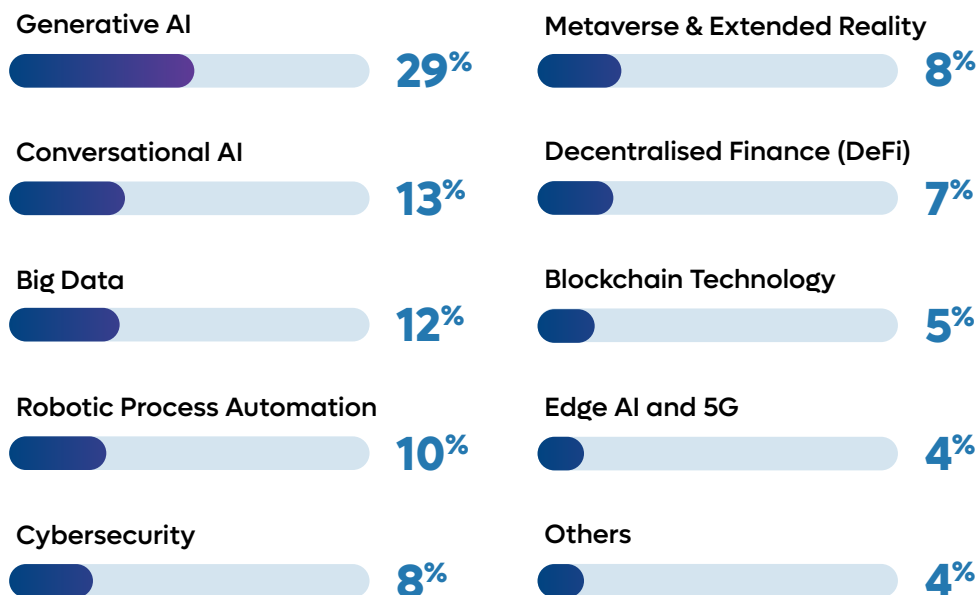 Generative AI
29%
Conversational AI
13%
Big Data
12%
Robotic Process Automation
10%
Cybersecurity
8%
Metaverse & Extended Reality
8%
Decentralised Finance (DeFi)
7%
Blockchain Technology
5%
Edge AI and 5G
4%
Others
4%